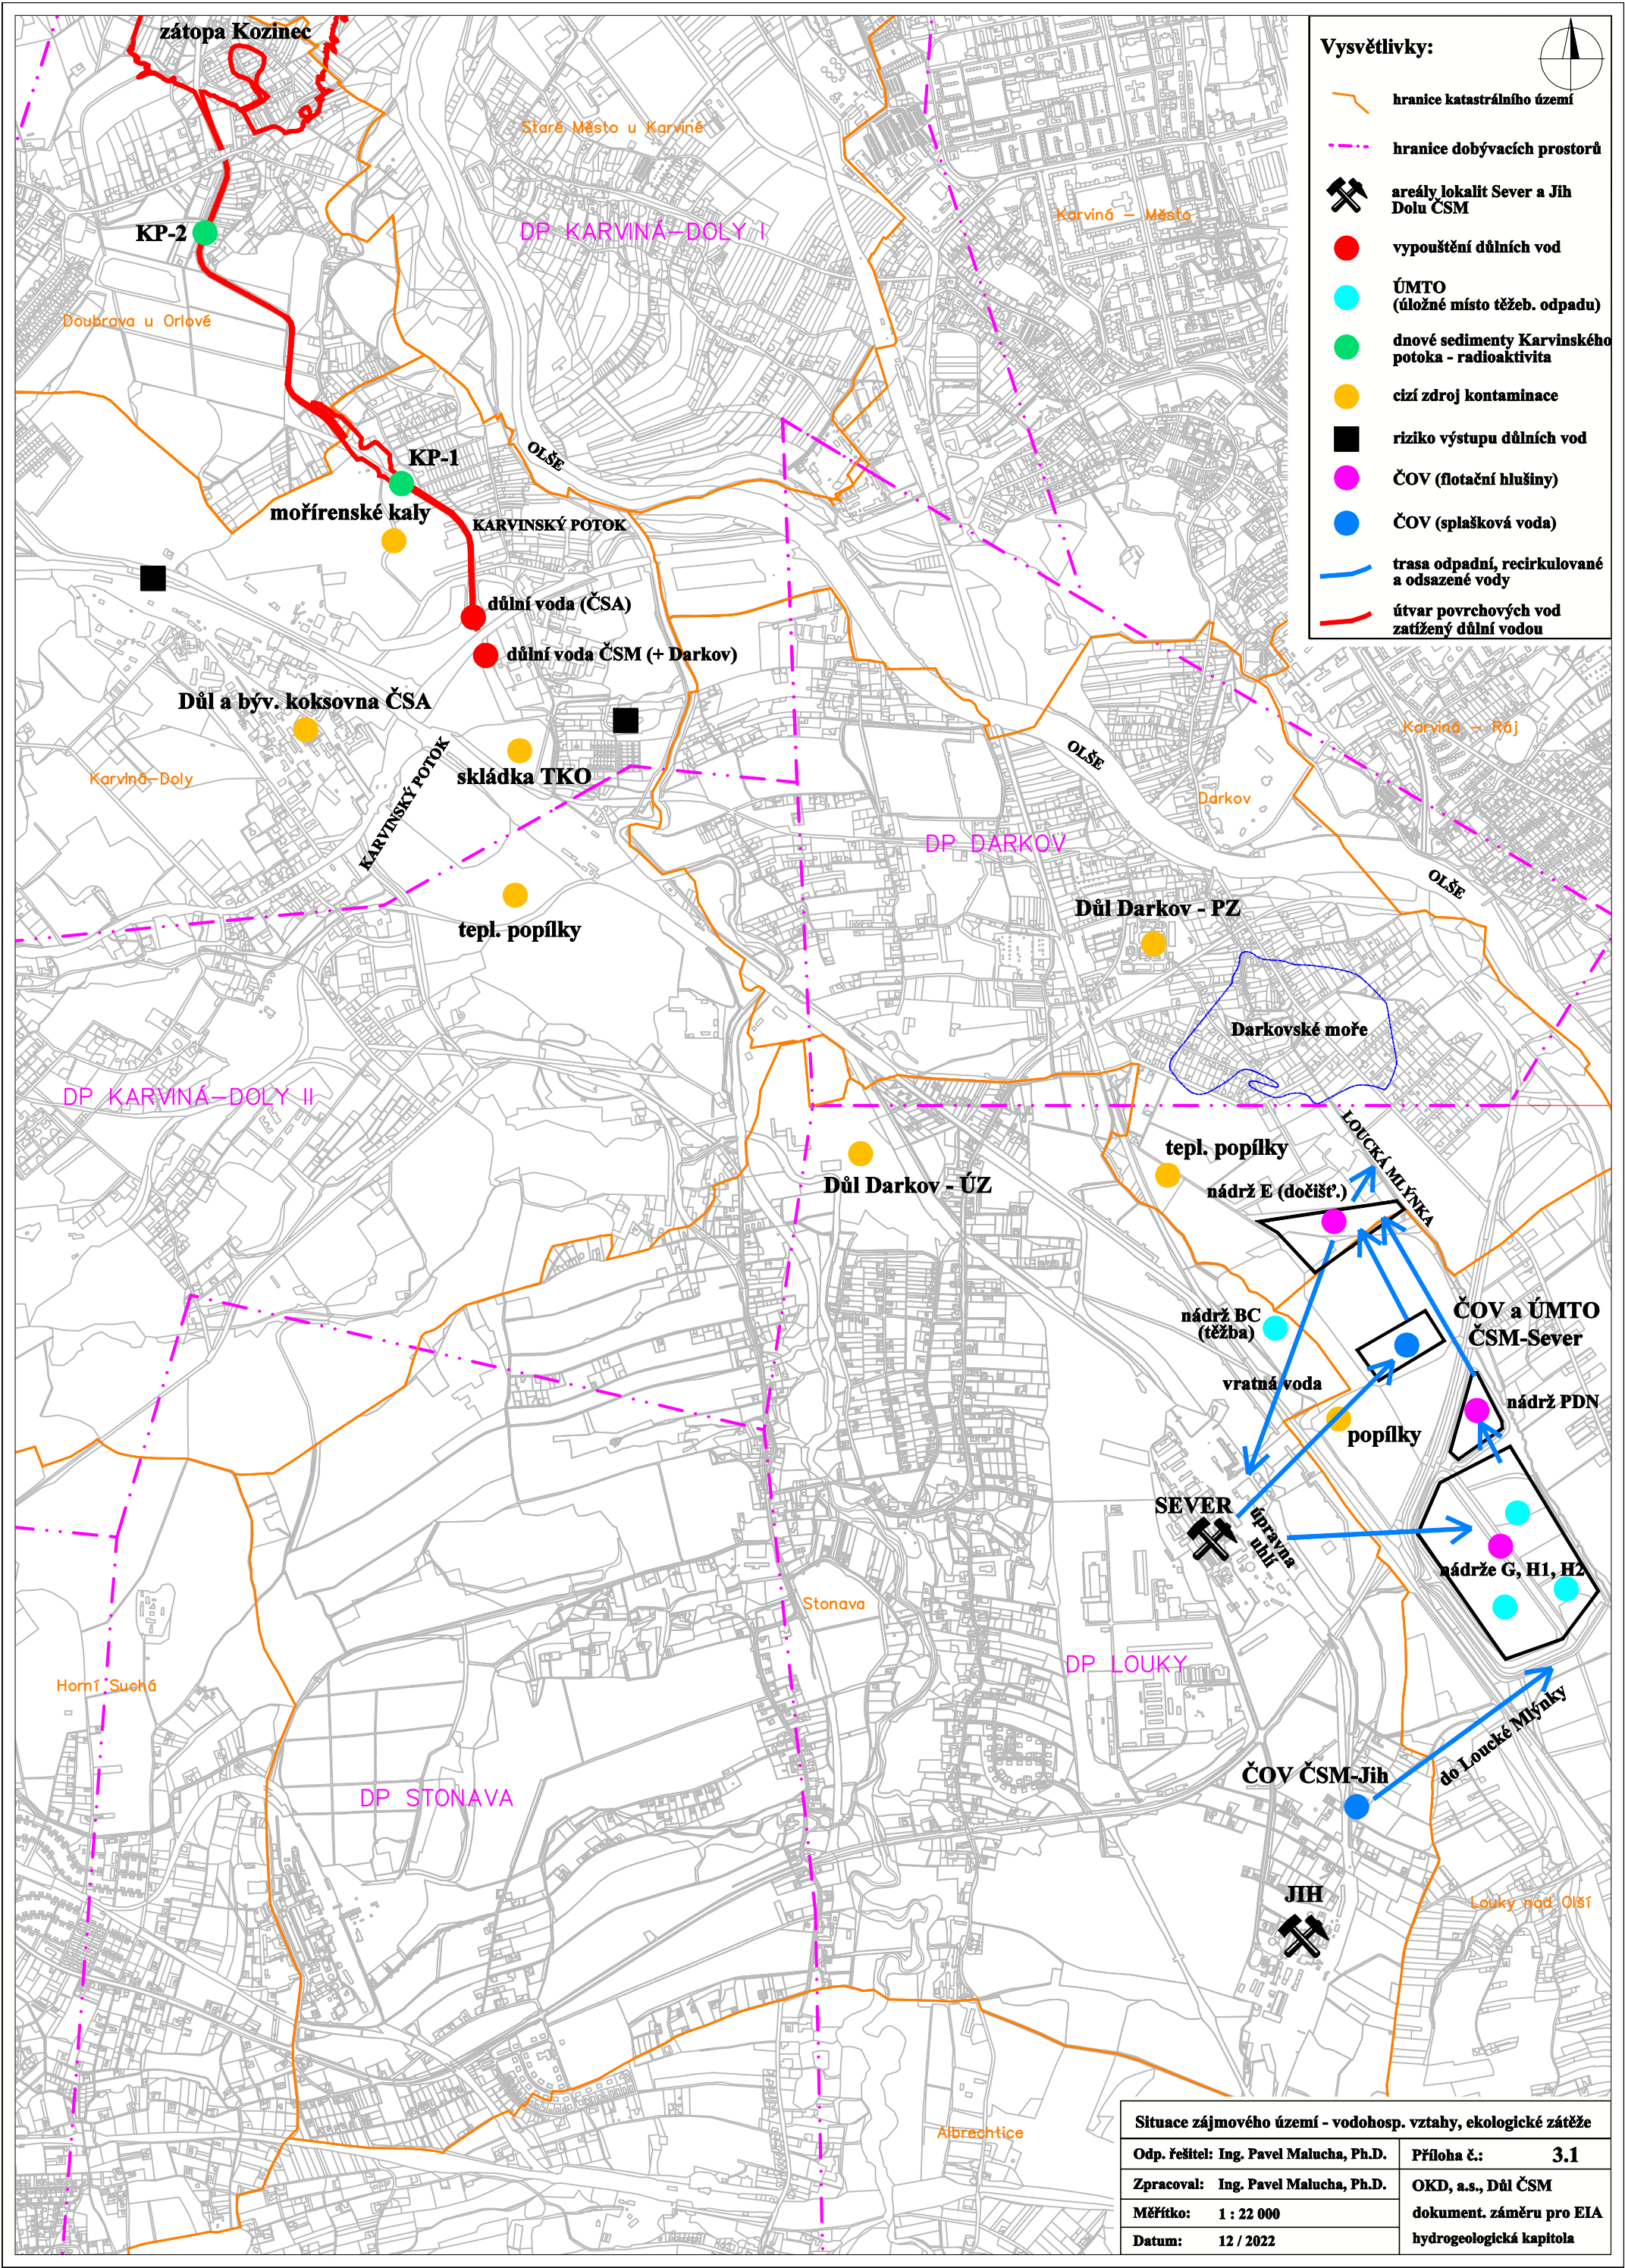 zátopa Kozinec
Vysvětlivky:
hranice katastrálního území
hranice dobývacích prostorů
areály lokalit Sever a Jih
Dolu ČSM
vypouštění důlních vod
ÚMTO
(úložné místo těžeb. odpadu)
dnové sedimenty Karvinského
potoka - radioaktivita
cizí zdroj kontaminace
riziko výstupu důlních vod
ČOV (flotační hlušiny)
ČOV (splašková voda)
trasa odpadní, recirkulované
a odsazené vody
útvar povrchových vod
zatížený důlní vodou
Staré Město u Karviné
Karviná – Město
KP-2
DP KARVINÁ–DOLY I
Doubrava u Orlové
KP-1
OLŠE
mořírenské kaly
KARVINSKÝ POTOK
důlní voda (ČSA)
důlní voda ČSM (+ Darkov)
Důl a býv. koksovna ČSA
Karviná–Doly
KARVINSKÝ POTOK
skládka TKO
OLŠE
Karviná – Ráj
Darkov
DP DARKOV
OLŠE
tepl. popílky
Důl Darkov - PZ
Darkovské moře
DP KARVINÁ–DOLY II
LOUCKÁ MLÝNKA
tepl. popílky
Důl Darkov - ÚZ
nádrž E (dočišť.)
nádrž BC
(těžba)
ČOV a ÚMTO
ČSM-Sever
vratná voda
nádrž PDN
popílky
SEVER
úpravna
uhlí
nádrže G, H1, H2
Stonava
DP LOUKY
Horní Suchá
do Loucké Mlýnky
ČOV ČSM-Jih
DP STONAVA
JIH
Louky nad Olší
Albrechtice
Situace zájmového území - vodohosp. vztahy, ekologické zátěže
Odp. řešitel: Ing. Pavel Malucha, Ph.D.
Příloha č.: 3.1
Zpracoval: Ing. Pavel Malucha, Ph.D.
OKD, a.s., Důl ČSM
Měřítko: 1 : 22 000
dokument. záměru pro EIA
Datum: 12 / 2022
hydrogeologická kapitola